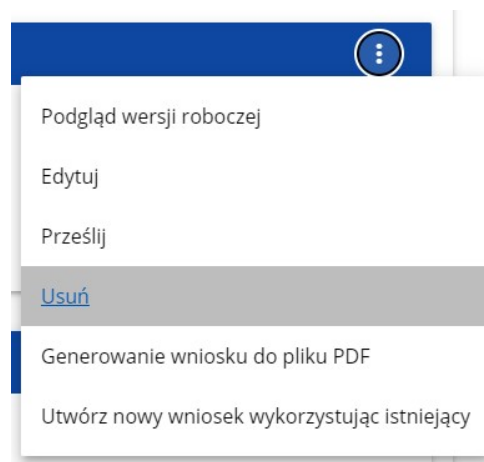 Podgląd wersji roboczej
Edytuj
Prześlij
Usuń
Generowanie wniosku do pliku PDF
Utwórz nowy wniosek wykorzystując istniejący